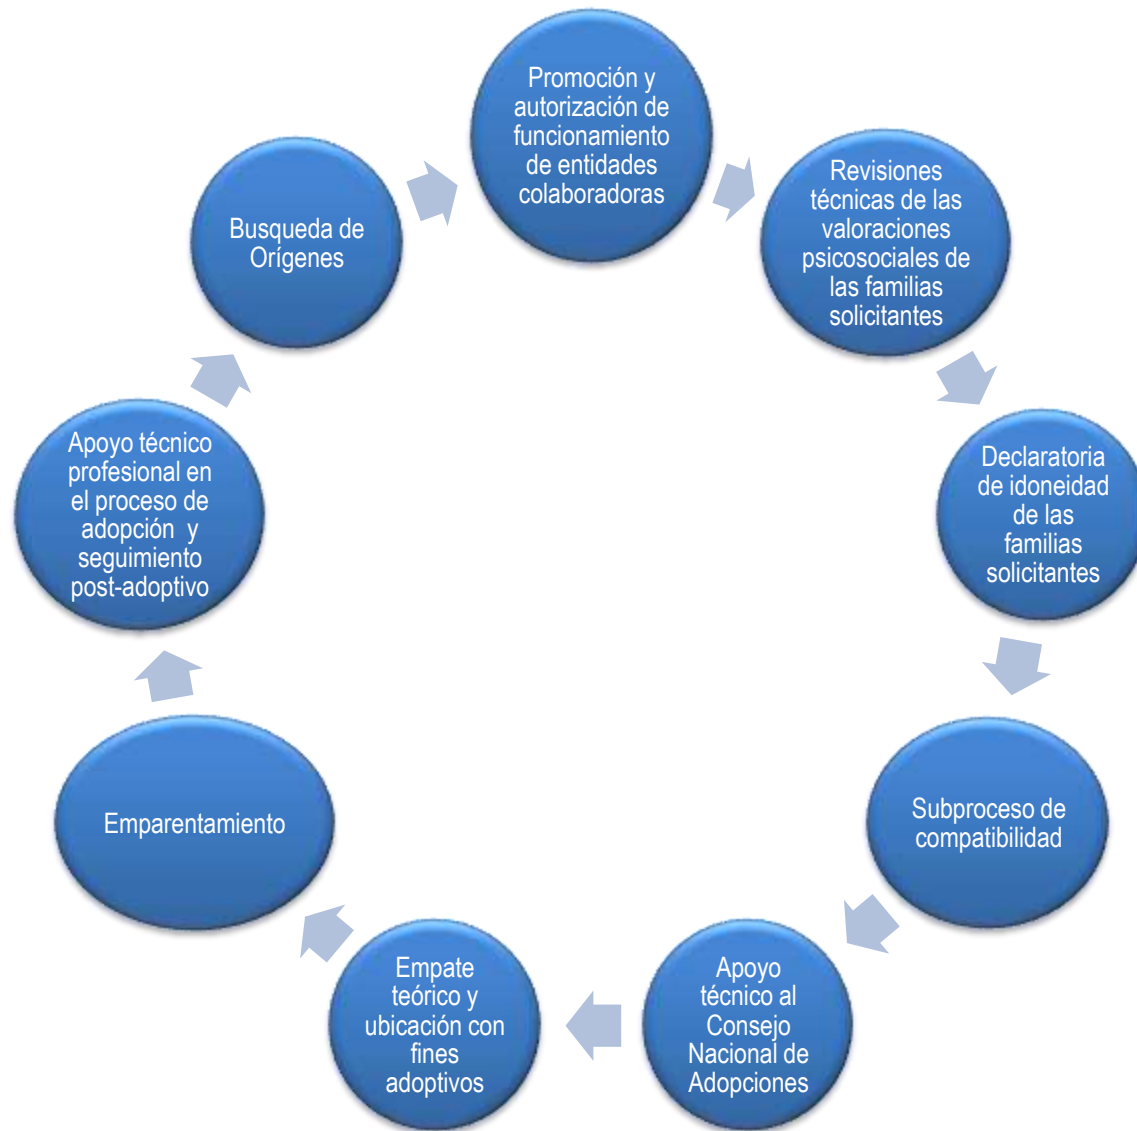 Promoción y
autorización de
funcionamiento
de entidades
colaboradoras
Revisiones
técnicas de las
valoraciones
psicosociales de
las familias
solicitantes
Declaratoria
de idoneidad
de las
familias
solicitantes
Subproceso de
compatibilidad
Apoyo
técnico al
Consejo
Nacional de
Adopciones
Empate
teórico y
ubicación con
fines
adoptivos
Emparentamiento
Apoyo técnico
profesional en
el proceso de
adopción y
seguimiento
post-adoptivo
Busqueda de
Orígenes